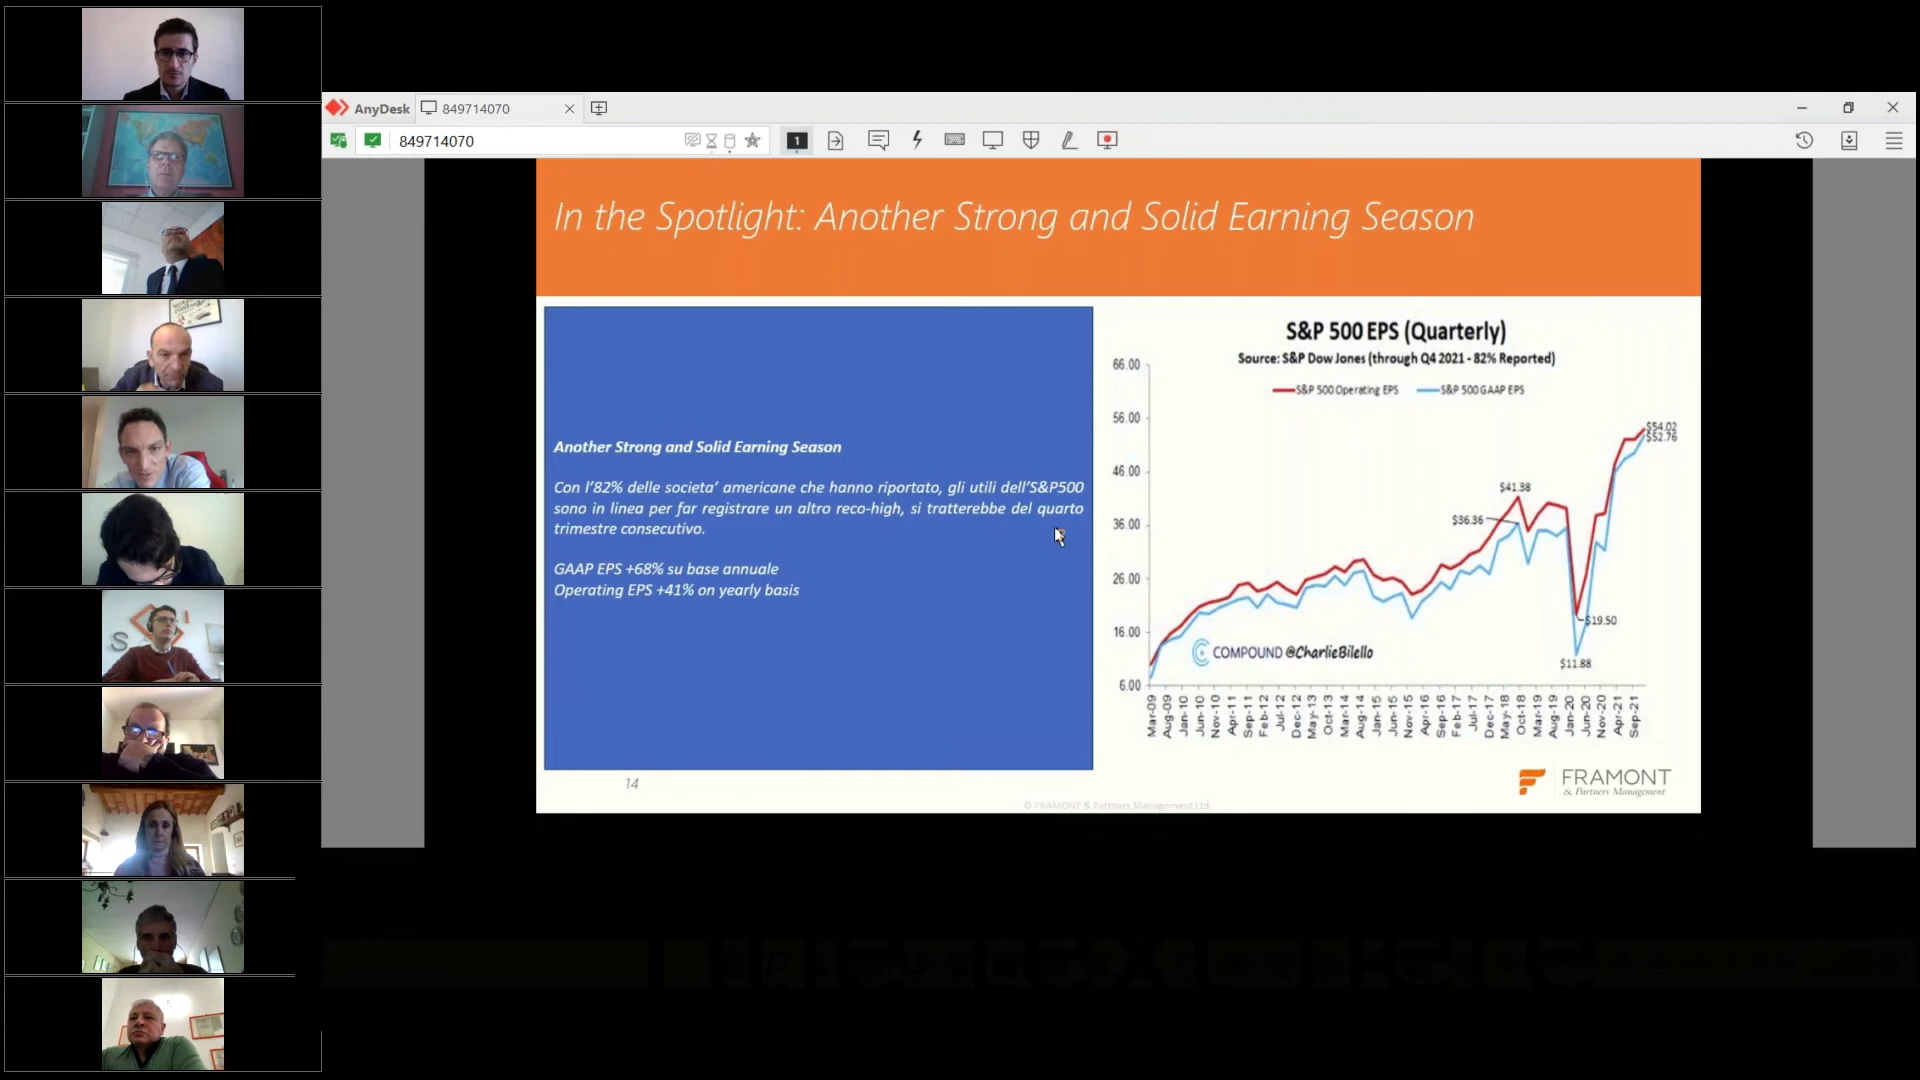 AnyDesk
849714070
849714070
1
In the Spotlight: Another Strong and Solid Earning Season
Another Strong and Solid Earning Season
Con l'82% delle societa' americane che hanno riportato, gli utili dell'S&P500
sono in linea per far registrare un altro reco-high, si tratterebbe del quarto
trimestre consecutivo.
GAAP EPS +68% su base annuale
Operating EPS +41% on yearly basis
S&P 500 EPS (Quarterly)
Source: S&P Dow Jones (through Q4 2021 - 82% Reported)
S&P 500 Operating EPS
S&P 500 GAAP EPS
66.00
56.00
46.00
36.00
26.00
16.00
6.00
$54.02
$52.76
$41.38
$36.36
$19.50
$11.88
COMPOUND @CharlieBilello
Mar-09
Aug-09
Jan-10
Jun-10
Nov-10
Apr-11
Sep-11
Feb-12
Jul-12
Dec-12
May-13
Oct-13
Mar-14
Aug-14
Jan-15
Jun-15
Nov-15
Apr-16
Sep-16
Feb-17
Jul-17
Dec-17
May-18
Oct-18
Mar-19
Aug-19
Jan-20
Jun-20
Nov-20
Apr-21
Sep-21
14
FRAMONT
& Partners Management
© FRAMONT & Partners Management Ltd.